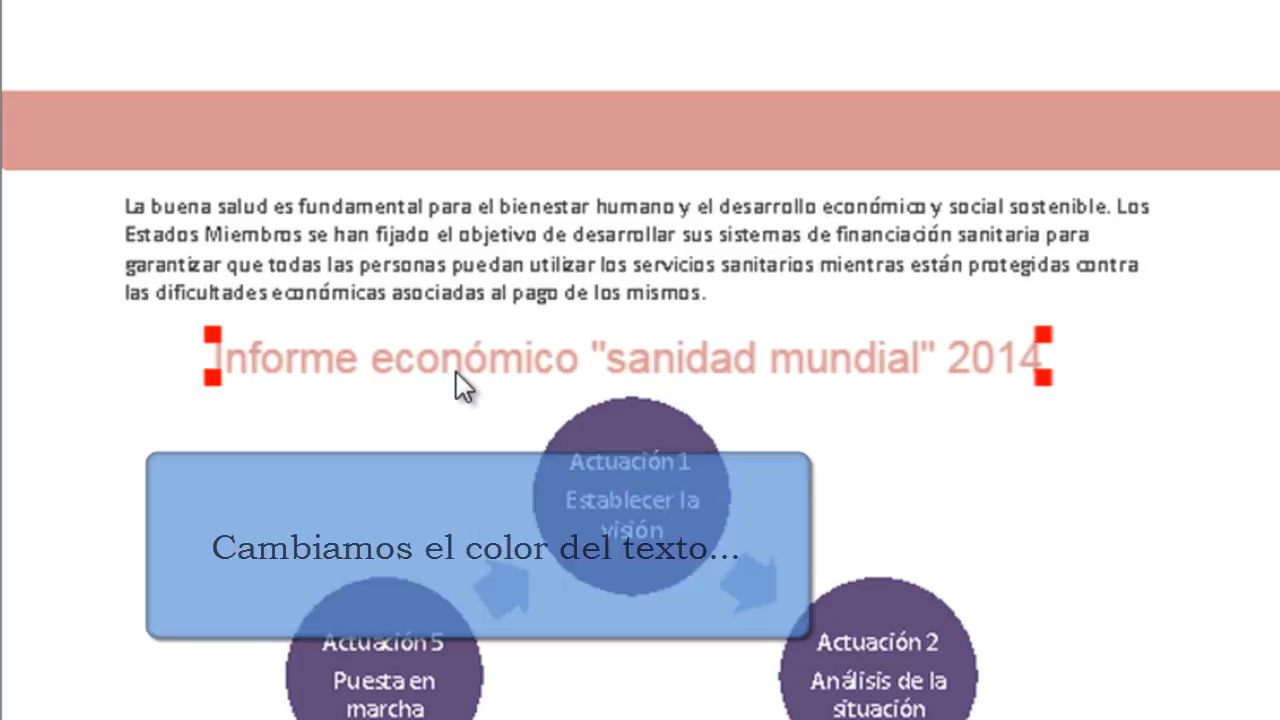 La buena salud es fundamental para el bienestar humano y el desarrollo económico y social sostenible. Los
Estados Miembros se han fijado el objetivo de desarrollar sus sistemas de financiación sanitaria para
garantizar que todas las personas puedan utilizar los servicios sanitarios mientras están protegidas contra
las dificultades económicas asociadas al pago de los mismos.
Informe económico "sanidad mundial" 2014
Actuación 1
Establecer la
visión
Cambiamos el color del texto...
Actuación 5
Puesta en
marcha
Actuación 2
Análisis de la
situación